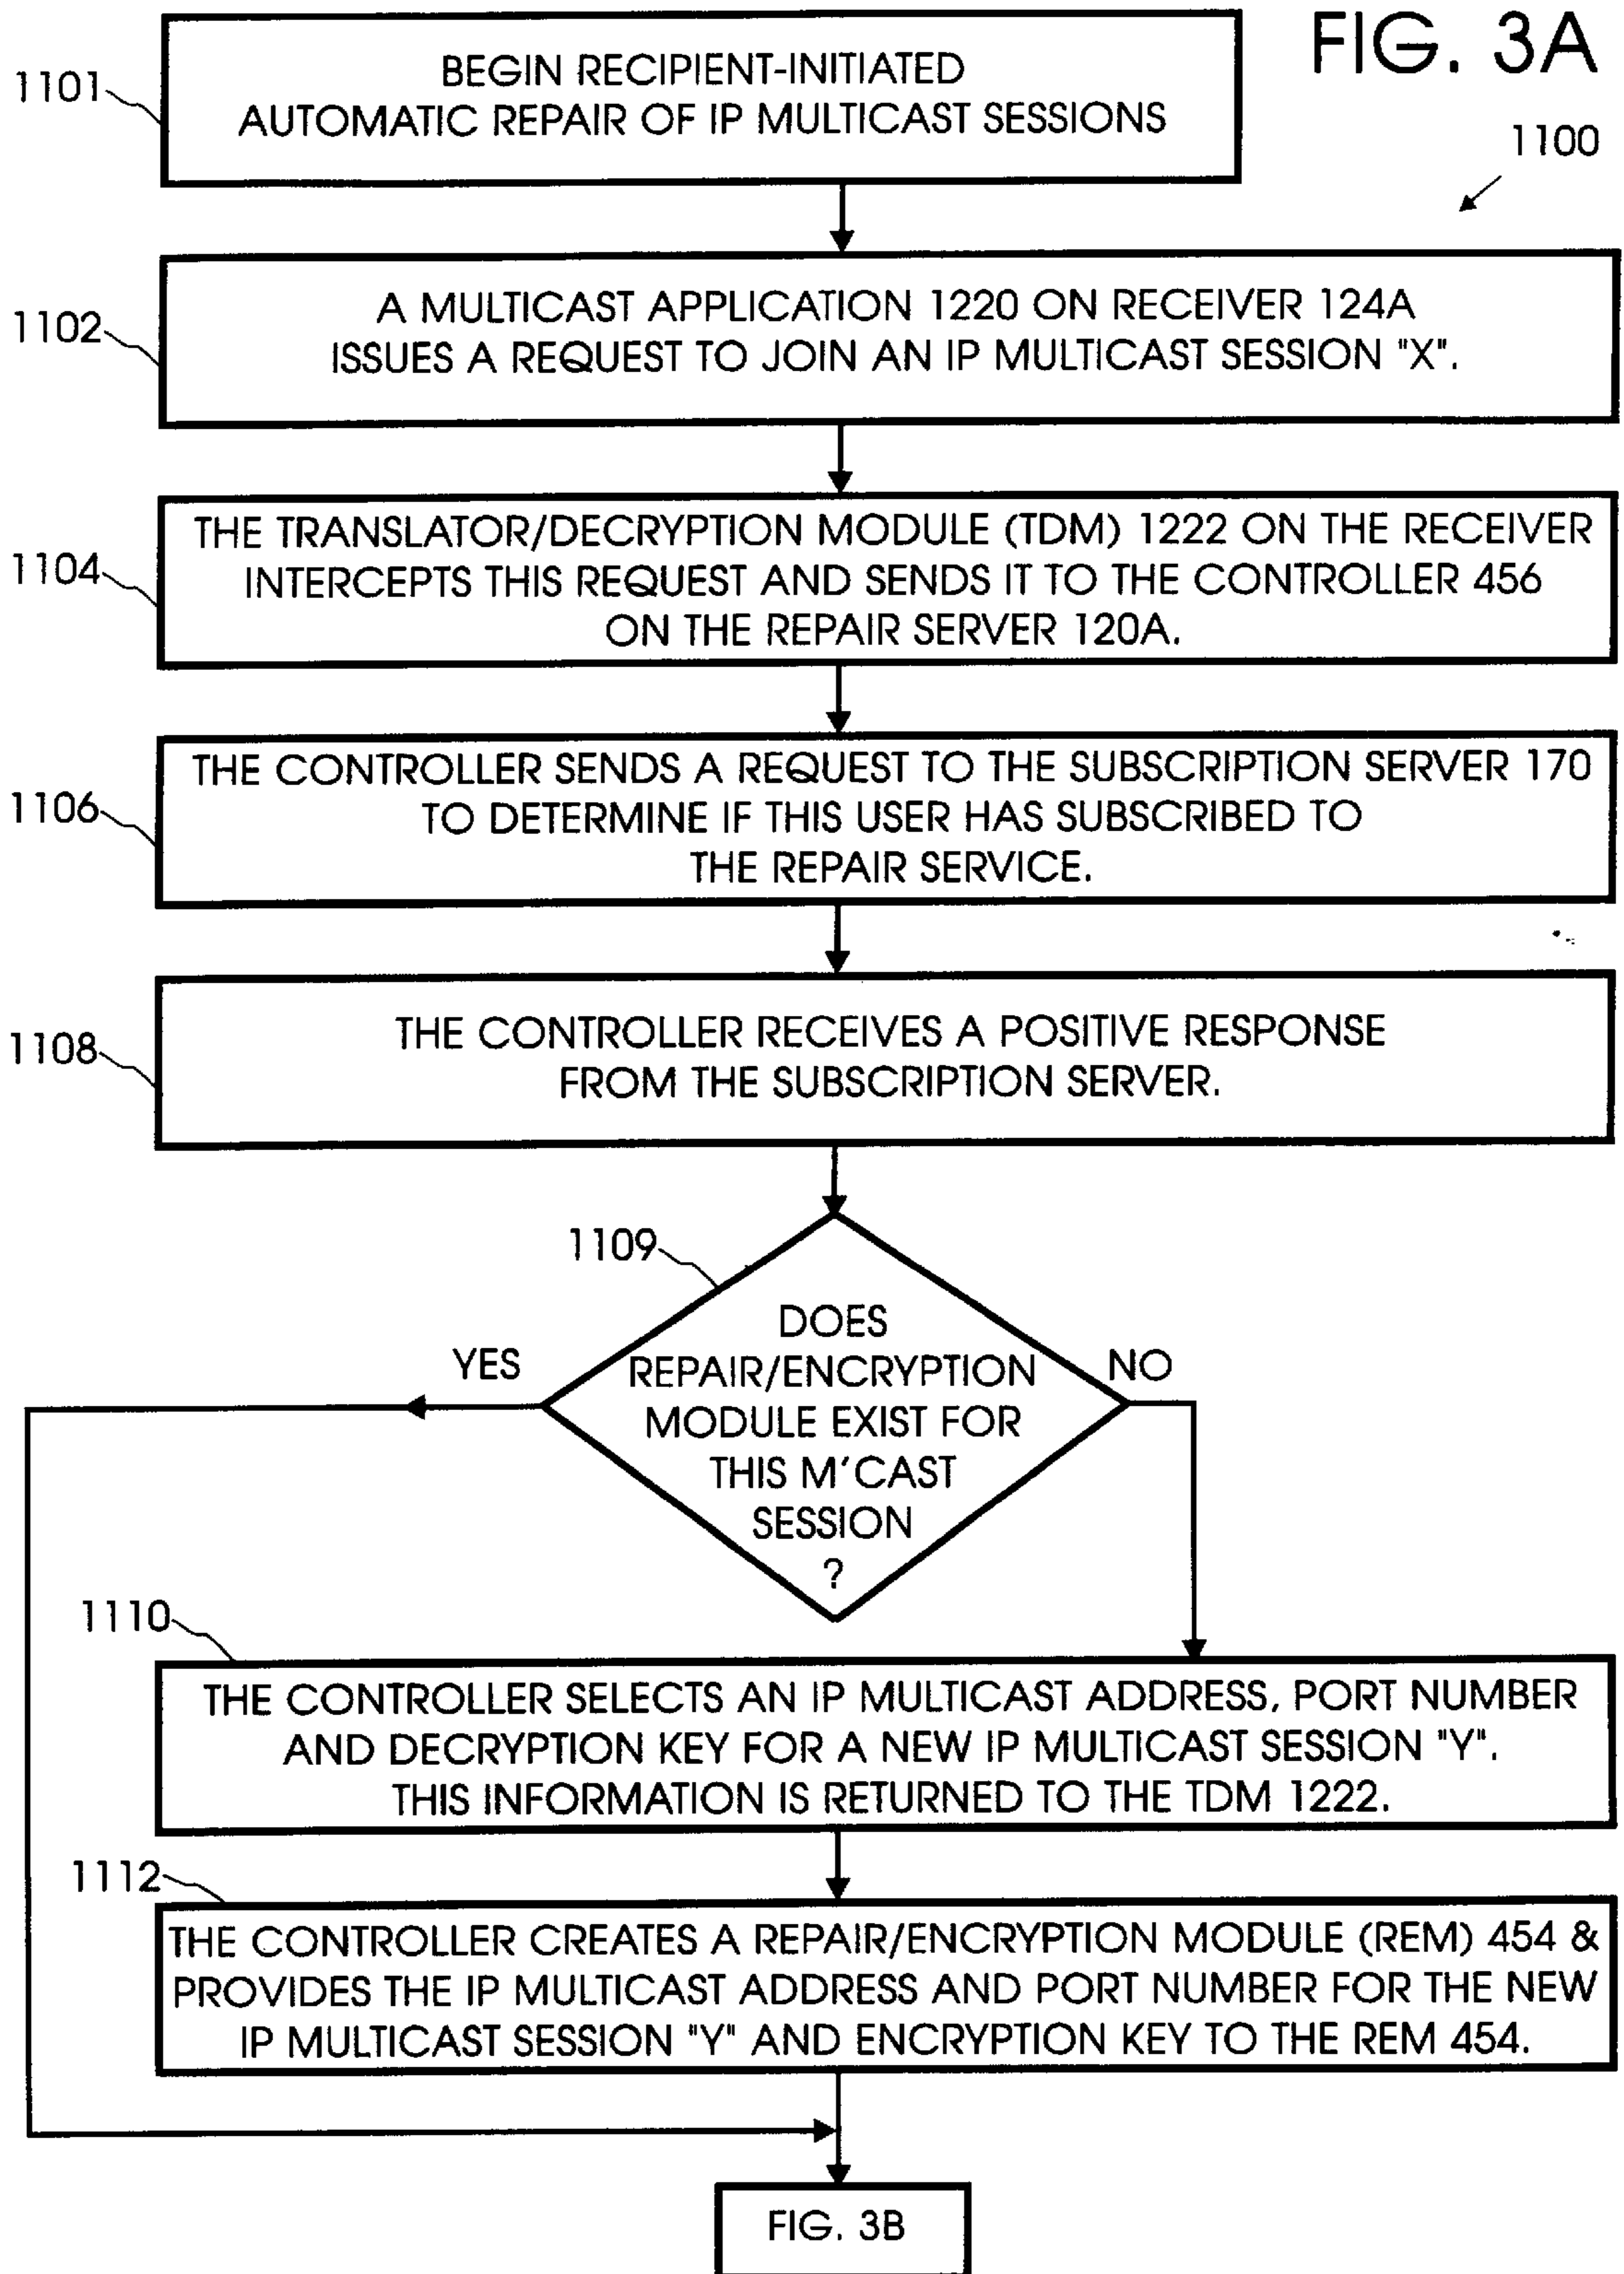 FIG. 3A
1100
1101
BEGIN RECIPIENT-INITIATED
AUTOMATIC REPAIR OF IP MULTICAST SESSIONS
1102
A MULTICAST APPLICATION 1220 ON RECEIVER 124A
ISSUES A REQUEST TO JOIN AN IP MULTICAST SESSION "X".
1104
THE TRANSLATOR/DECRYPTION MODULE (TDM) 1222 ON THE RECEIVER
INTERCEPTS THIS REQUEST AND SENDS IT TO THE CONTROLLER 456
ON THE REPAIR SERVER 120A.
1106
THE CONTROLLER SENDS A REQUEST TO THE SUBSCRIPTION SERVER 170
TO DETERMINE IF THIS USER HAS SUBSCRIBED TO
THE REPAIR SERVICE.
1108
THE CONTROLLER RECEIVES A POSITIVE RESPONSE
FROM THE SUBSCRIPTION SERVER.
1109
DOES
REPAIR/ENCRYPTION
MODULE EXIST FOR
THIS M'CAST
SESSION
?
YES
NO
1110
THE CONTROLLER SELECTS AN IP MULTICAST ADDRESS, PORT NUMBER
AND DECRYPTION KEY FOR A NEW IP MULTICAST SESSION "Y".
THIS INFORMATION IS RETURNED TO THE TDM 1222.
1112
THE CONTROLLER CREATES A REPAIR/ENCRYPTION MODULE (REM) 454 &
PROVIDES THE IP MULTICAST ADDRESS AND PORT NUMBER FOR THE NEW
IP MULTICAST SESSION "Y" AND ENCRYPTION KEY TO THE REM 454.
FIG. 3B